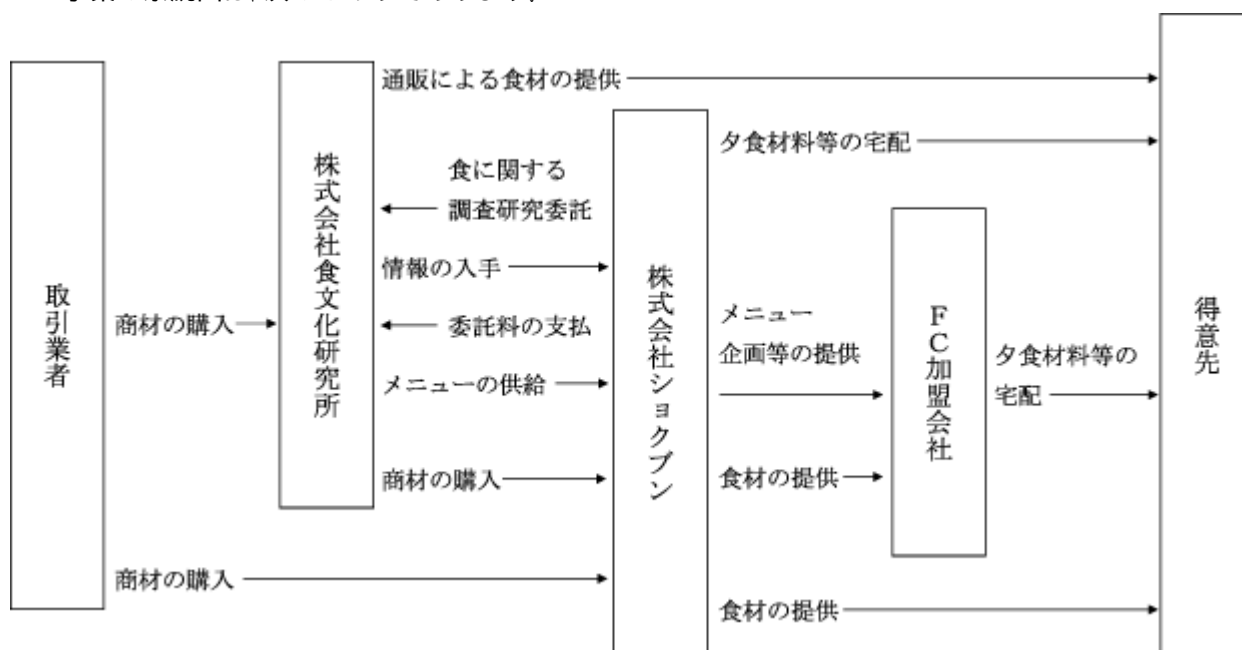 取引業者
商材の購入
商材の購入
株式会社食文化研究所
通販による食材の提供
食に関する
調査研究委託
情報の入手
委託料の支払
メニューの供給
商材の購入
株式会社ショクブン
夕食材料等の宅配
メニュー
企画等の提供
食材の提供
食材の提供
FC加盟会社
夕食材料等の
宅配
得意先